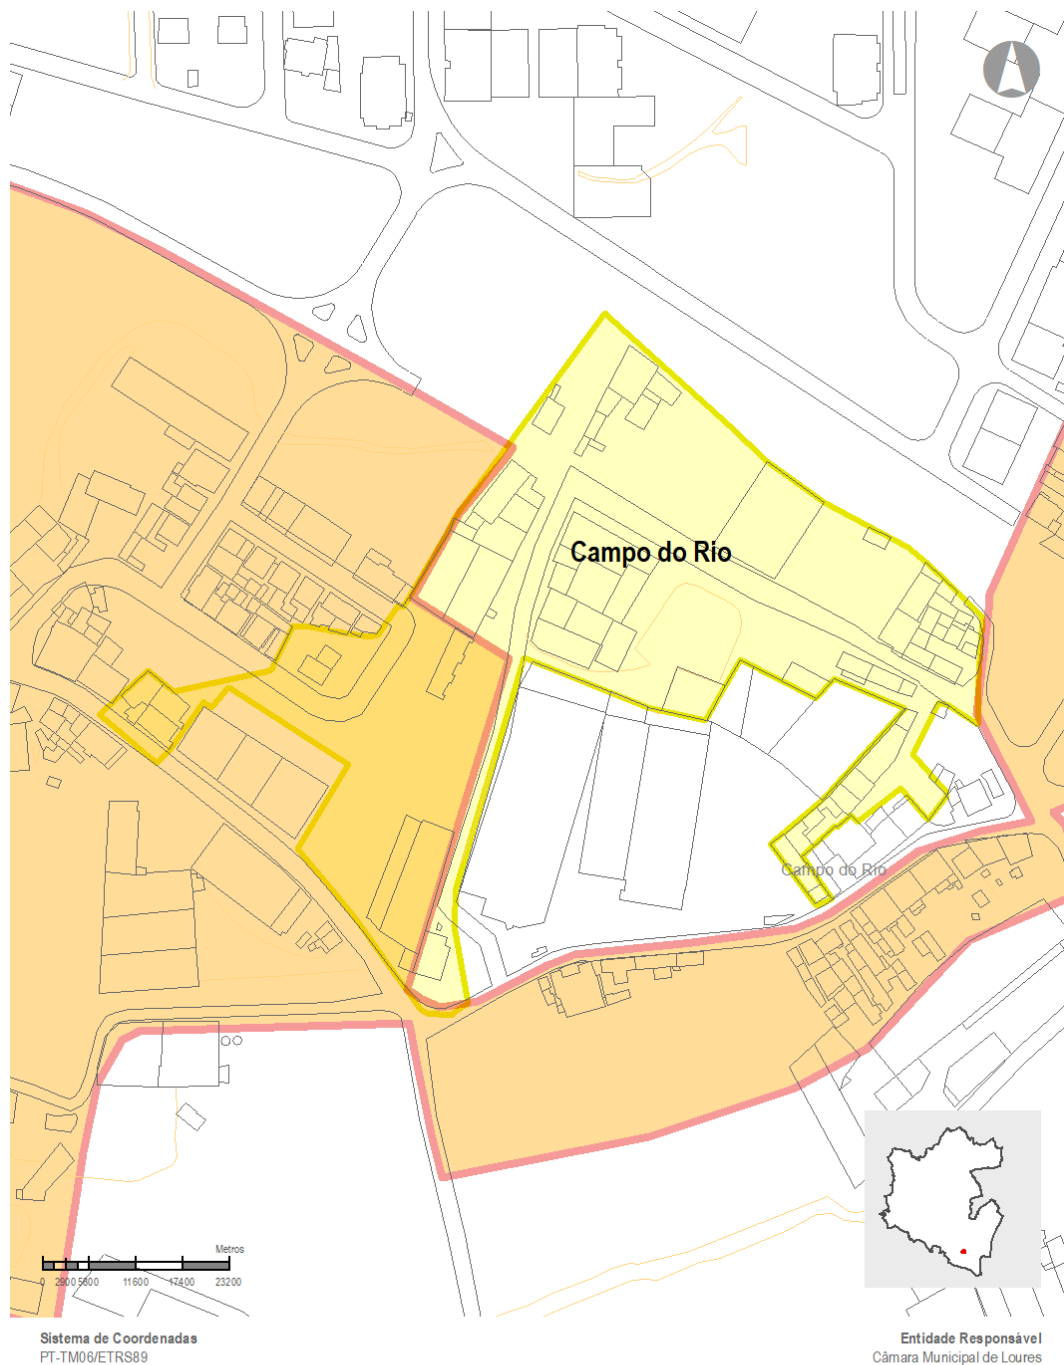 Campo do Rio
Campo do Rio
Metros
0 2900 5800 11600 17400 23200
Sistema de Coordenadas
PT-TM06/ETRS89
Entidade Responsável
Câmara Municipal de Loures